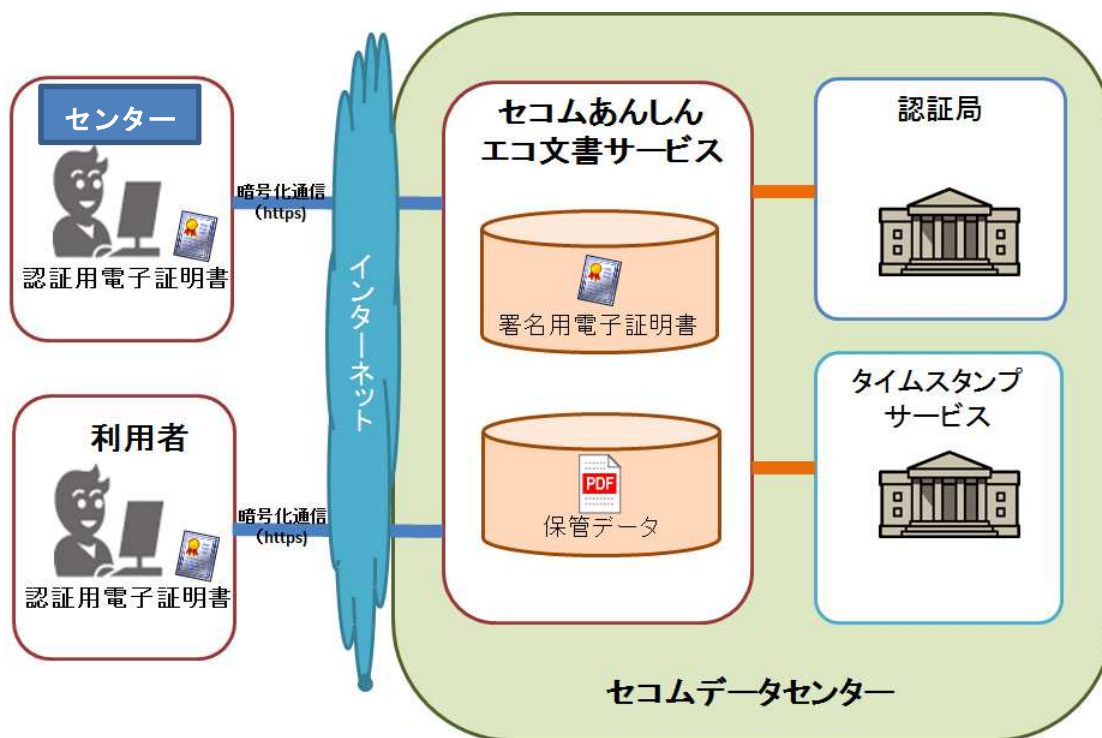 センター
認証用電子証明書
暗号化通信
（https）
利用者
認証用電子証明書
暗号化通信
（https）
インターネット
セコムあんしん
エコ文書サービス
署名用電子証明書
PDF
保管データ
認証局
タイムスタンプ
サービス
セコムデータセンター